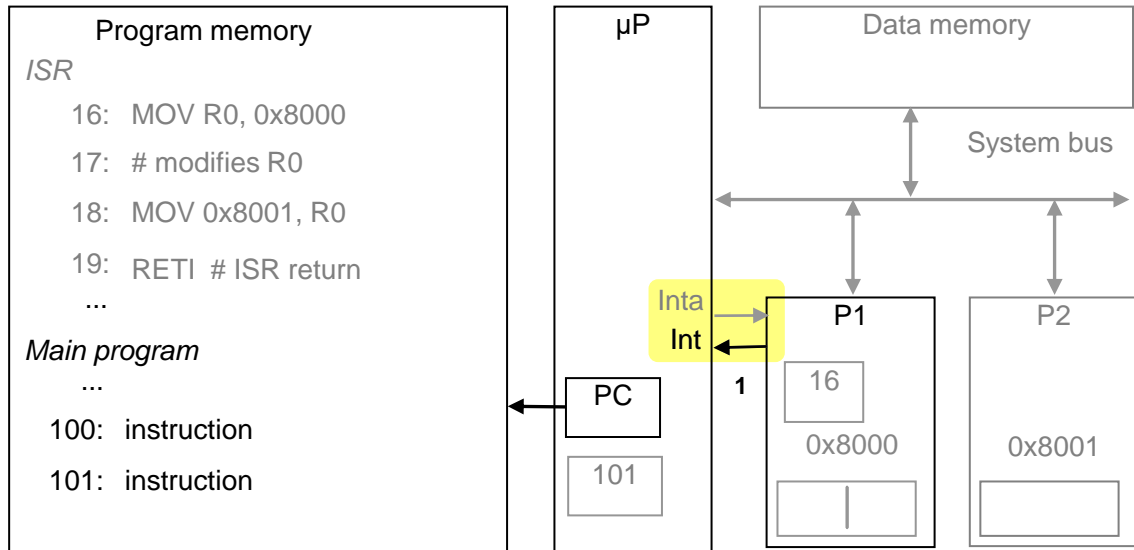 Program memory
ISR
16: MOV R0, 0x8000
17: # modifies R0
18: MOV 0x8001, R0
19: RETI # ISR return
...
Main program
...
100: instruction
101: instruction
µP
Inta
Int
PC
101
1
Data memory
System bus
P1
16
0x8000
P2
0x8001